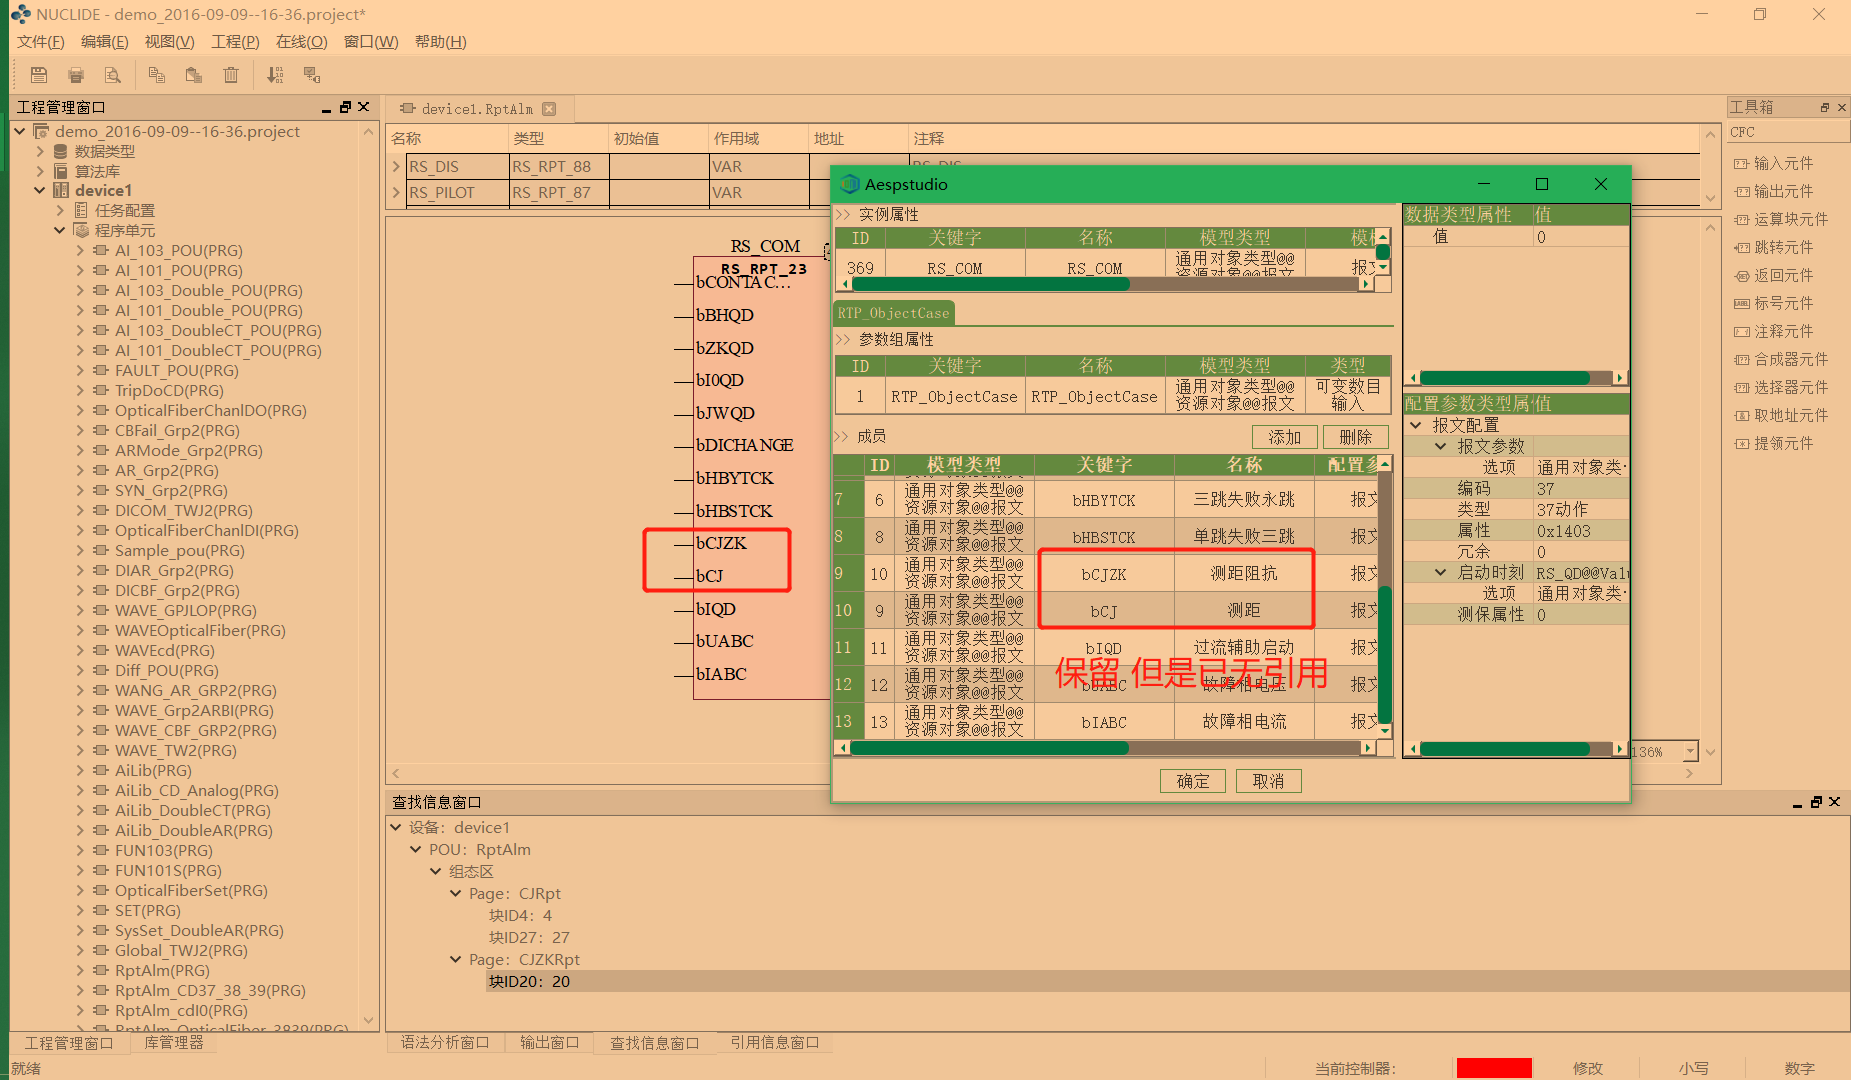 NUCLIDE - demo_2016-09-09--16-36.project*
文件(F) 编辑(E) 视图(V) 工程(P) 在线(O) 窗口(W) 帮助(H)
工程管理窗口
demo_2016-09-09--16-36.project
数据类型
算法库
device1
任务配置
程序单元
AI_103_POU(PRG)
AI_101_POU(PRG)
AI_103_Double_POU(PRG)
AI_101_Double_POU(PRG)
AI_103_DoubleCT_POU(PRG)
AI_101_DoubleCT_POU(PRG)
FAULT_POU(PRG)
TripDoCD(PRG)
OpticalFiberChanlDO(PRG)
CBFail_Grp2(PRG)
ARMode_Grp2(PRG)
AR_Grp2(PRG)
SYN_Grp2(PRG)
DICOM_TWJ2(PRG)
OpticalFiberChanlDI(PRG)
Sample_pou(PRG)
DIAR_Grp2(PRG)
DICBF_Grp2(PRG)
WAVE_GPJLOP(PRG)
WAVEOpticalFiber(PRG)
WAVEcd(PRG)
Diff_POU(PRG)
WANG_AR_GRP2(PRG)
WAVE_Grp2ARBI(PRG)
WAVE_CBF_GRP2(PRG)
WAVE_TW2(PRG)
AiLib(PRG)
AiLib_CD_Analog(PRG)
AiLib_DoubleCT(PRG)
AiLib_DoubleAR(PRG)
FUN103(PRG)
FUN101S(PRG)
OpticalFiberSet(PRG)
SET(PRG)
SysSet_DoubleAR(PRG)
Global_TWJ2(PRG)
RptAlm(PRG)
RptAlm_CD37_38_39(PRG)
RptAlm_cdI0(PRG)
RptAlm_OpticalFiber_3839(PRG)
工程管理窗口 库管理器
device1.RptAlm
名称 类型 初始值 作用域 地址 注释
RS_DIS RS_RPT_88 VAR RS_DIS
RS_PILOT RS_RPT_87 VAR
RS_COM
RS_RPT_23
bCONTAC...
bBHQD
bZKQD
bI0QD
bJWQD
bDICHANGE
bHBYTCK
bHBSTCK
bCJZK
bCJ
bIQD
bUABC
bIABC
Aespstudio
>> 实例属性
ID 关键字 名称 模型类型
369 RS_COM RS_COM 通用对象类型@@
资源对象@@报文
RTP_ObjectCase
>> 参数组属性
ID 关键字 名称 模型类型 类型
1 RTP_ObjectCase RTP_ObjectCase 通用对象类型@@
资源对象@@报文 可变数目
输入
>> 成员 添加 删除
ID 模型类型 关键字 名称 配置参
7 6 通用对象类型@@
资源对象@@报文 bHBYTCK 三跳失败永跳 报文
8 8 通用对象类型@@
资源对象@@报文 bHBSTCK 单跳失败三跳 报文
9 10 通用对象类型@@
资源对象@@报文 bCJZK 测距阻抗 报文
10 9 通用对象类型@@
资源对象@@报文 bCJ 测距 报文
11 11 通用对象类型@@
资源对象@@报文 bIQD 过流辅助启动 报文
保留 但是已无引用
12 12 通用对象类型@@
资源对象@@报文 bUABC 故障相电压 报文
13 13 通用对象类型@@
资源对象@@报文 bIABC 故障相电流 报文
确定 取消
数据类型属性 值
值 0
配置参数类型属性 值
报文配置
报文参数
选项 通用对象类
编码 37
类型 37动作
属性 0x1403
冗余 0
启动时刻 RS_QD@@Valu
选项 通用对象类
测保属性 0
136%
工具箱
CFC
输入元件
输出元件
运算块元件
跳转元件
返回元件
标号元件
注释元件
合成器元件
选择器元件
取地址元件
提领元件
查找信息窗口
设备：device1
POU：RptAlm
组态区
Page：CJRpt
块ID4：4
块ID27：27
Page：CJZKRpt
块ID20：20
语法分析窗口 输出窗口 查找信息窗口 引用信息窗口
就绪 当前控制器： 修改 小写 数字